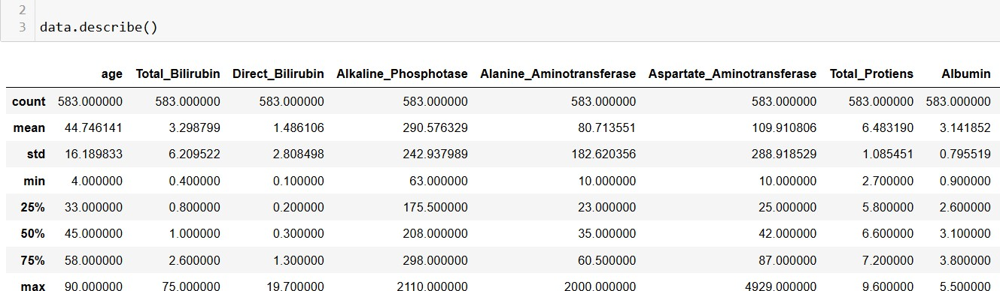 2
3 data.describe()
age Total_Bilirubin Direct_Bilirubin Alkaline_Phosphotase Alanine_Aminotransferase Aspartate_Aminotransferase Total_Protiens Albumin
count 583.000000 583.000000 583.000000 583.000000 583.000000 583.000000 583.000000 583.000000
mean 44.746141 3.298799 1.486106 290.576329 80.713551 109.910806 6.483190 3.141852
std 16.189833 6.209522 2.808498 242.937989 182.620356 288.918529 1.085451 0.795519
min 4.000000 0.400000 0.100000 63.000000 10.000000 10.000000 2.700000 0.900000
25% 33.000000 0.800000 0.200000 175.500000 23.000000 25.000000 5.800000 2.600000
50% 45.000000 1.000000 0.300000 208.000000 35.000000 42.000000 6.600000 3.100000
75% 58.000000 2.600000 1.300000 298.000000 60.500000 87.000000 7.200000 3.800000
max 90.000000 75.000000 19.700000 2110.000000 2000.000000 4929.000000 9.600000 5.500000